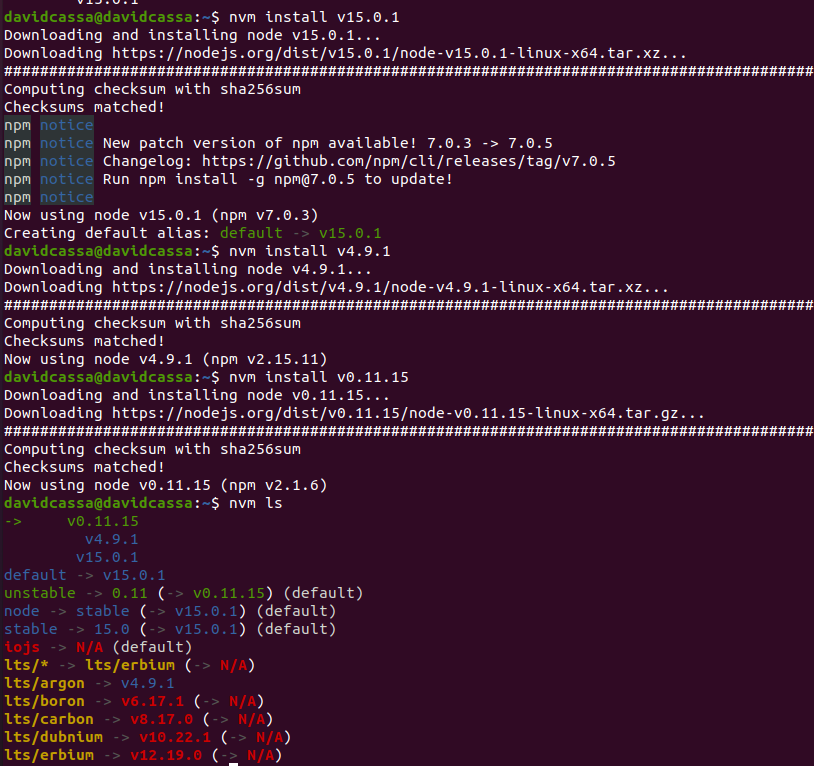 v15.0.1
davidcassa@davidcassa:~$ nvm install v15.0.1
Downloading and installing node v15.0.1...
Downloading https://nodejs.org/dist/v15.0.1/node-v15.0.1-linux-x64.tar.xz...
##########################################################################################
Computing checksum with sha256sum
Checksums matched!
npm notice
npm notice New patch version of npm available! 7.0.3 -> 7.0.5
npm notice Changelog: https://github.com/npm/cli/releases/tag/v7.0.5
npm notice Run npm install -g npm@7.0.5 to update!
npm notice
Now using node v15.0.1 (npm v7.0.3)
Creating default alias: default -> v15.0.1
davidcassa@davidcassa:~$ nvm install v4.9.1
Downloading and installing node v4.9.1...
Downloading https://nodejs.org/dist/v4.9.1/node-v4.9.1-linux-x64.tar.xz...
##########################################################################################
Computing checksum with sha256sum
Checksums matched!
Now using node v4.9.1 (npm v2.15.11)
davidcassa@davidcassa:~$ nvm install v0.11.15
Downloading and installing node v0.11.15...
Downloading https://nodejs.org/dist/v0.11.15/node-v0.11.15-linux-x64.tar.gz...
##########################################################################################
Computing checksum with sha256sum
Checksums matched!
Now using node v0.11.15 (npm v2.1.6)
davidcassa@davidcassa:~$ nvm ls
->     v0.11.15
         v4.9.1
        v15.0.1
default -> v15.0.1
unstable -> 0.11 (-> v0.11.15) (default)
node -> stable (-> v15.0.1) (default)
stable -> 15.0 (-> v15.0.1) (default)
iojs -> N/A (default)
lts/* -> lts/erbium (-> N/A)
lts/argon -> v4.9.1
lts/boron -> v6.17.1 (-> N/A)
lts/carbon -> v8.17.0 (-> N/A)
lts/dubnium -> v10.22.1 (-> N/A)
lts/erbium -> v12.19.0 (-> N/A)